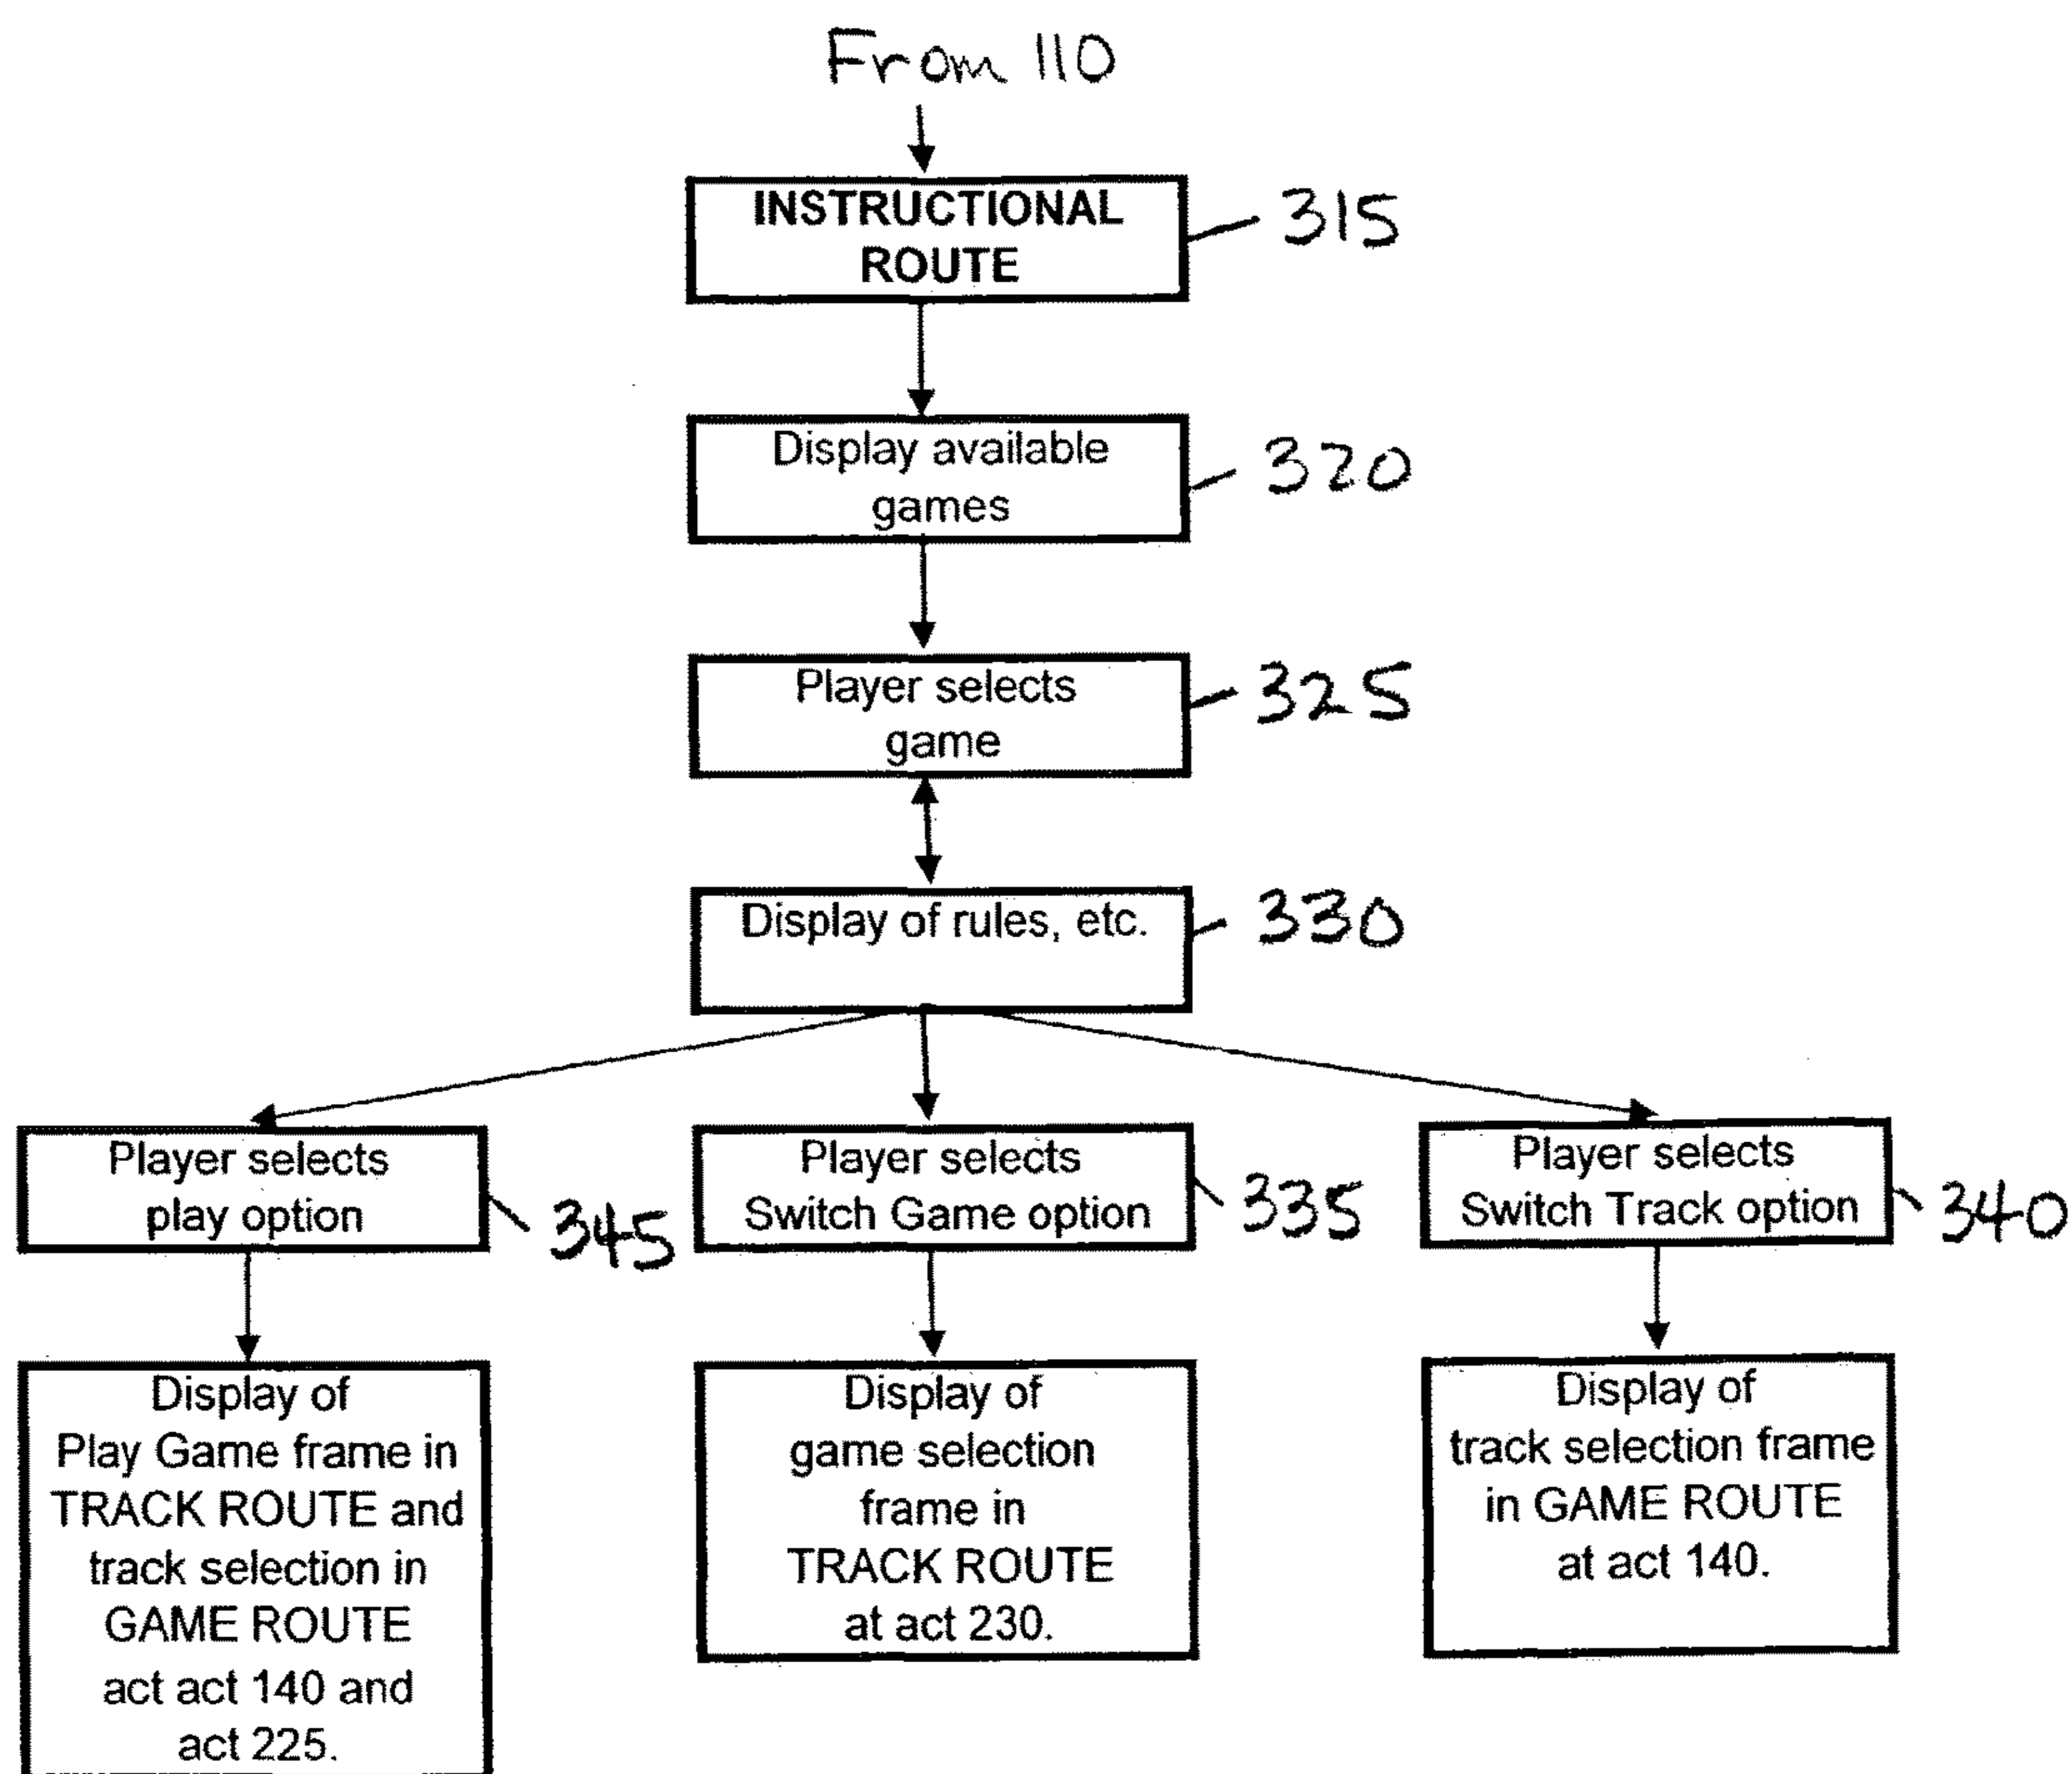 From 110
INSTRUCTIONAL
ROUTE
315
Display available
games
320
Player selects
game
325
Display of rules, etc.
330
Player selects
play option
345
Player selects
Switch Game option
335
Player selects
Switch Track option
340
Display of
Play Game frame in
TRACK ROUTE and
track selection in
GAME ROUTE
act act 140 and
act 225.
Display of
game selection
frame in
TRACK ROUTE
at act 230.
Display of
track selection frame
in GAME ROUTE
at act 140.